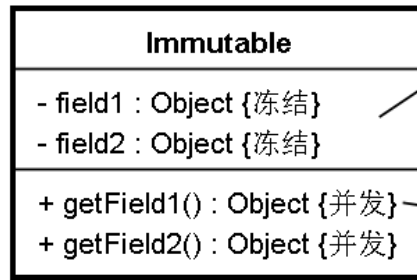 Immutable
- field1 : Object {冻结}
- field2 : Object {冻结}
+ getField1() : Object {并发}
+ getField2() : Object {并发}